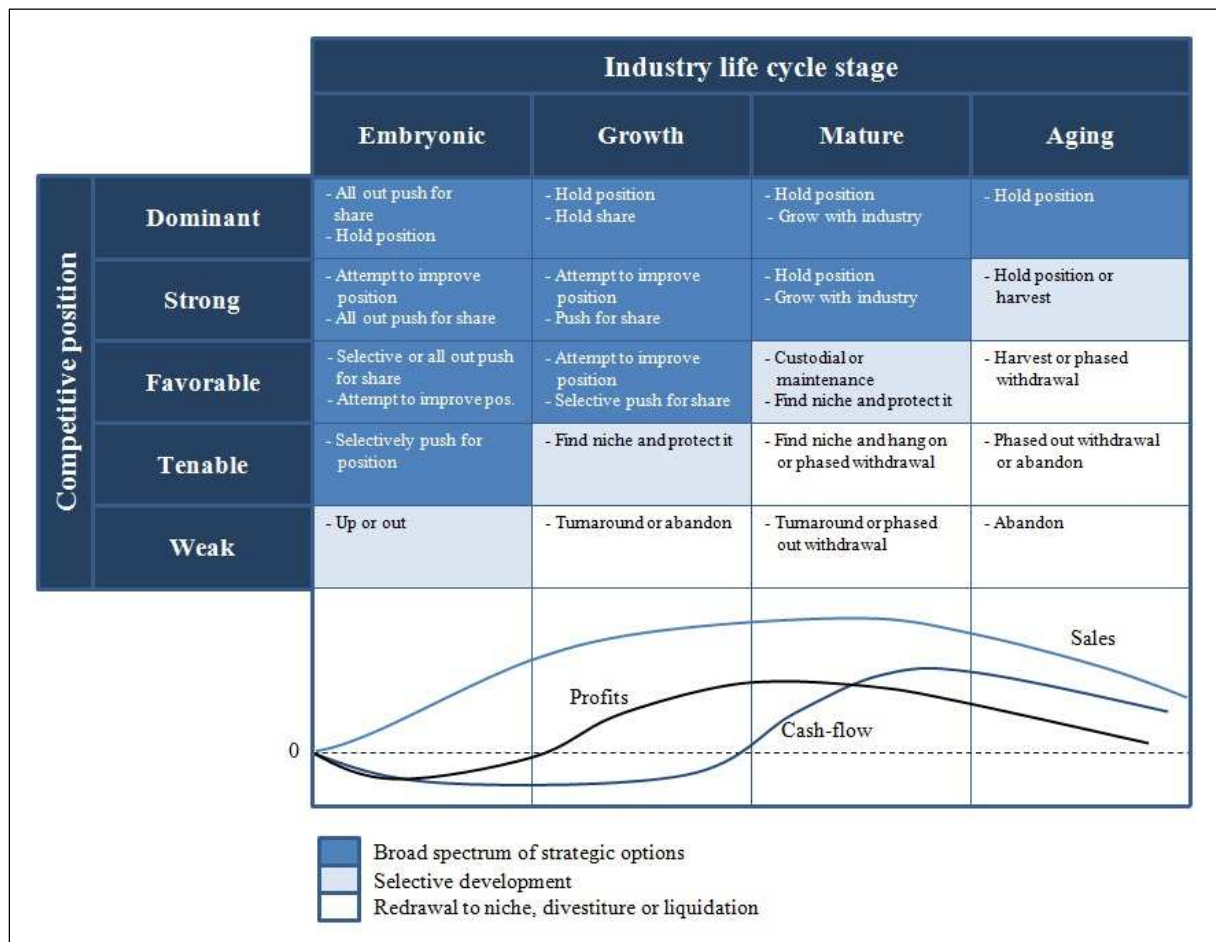 Industry life cycle stage
Embryonic
Growth
Mature
Aging
Competitive position
Dominant
- All out push for
share
- Hold position
- Hold position
- Hold share
- Hold position
- Grow with industry
- Hold position
Strong
- Attempt to improve
position
- All out push for share
- Attempt to improve
position
- Push for share
- Hold position
- Grow with industry
- Hold position or
harvest
Favorable
- Selective or all out push
for share
- Attempt to improve pos.
- Attempt to improve
position
- Selective push for share
- Custodial or
maintenance
- Find niche and protect it
- Harvest or phased
withdrawal
Tenable
- Selectively push for
position
- Find niche and protect it
- Find niche and hang on
or phased withdrawal
- Phased out withdrawal
or abandon
Weak
- Up or out
- Turnaround or abandon
- Turnaround or phased
out withdrawal
- Abandon
Sales
Profits
Cash-flow
0
Broad spectrum of strategic options
Selective development
Redrawal to niche, divestiture or liquidation